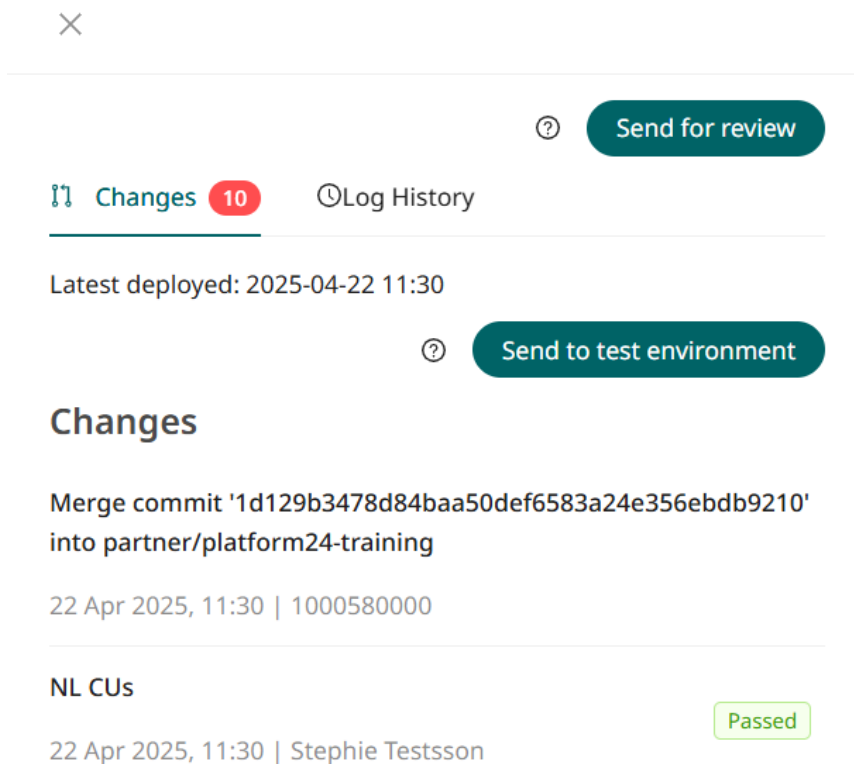 Send for review
Changes 10 Log History
Latest deployed: 2025-04-22 11:30
Send to test environment
Changes
Merge commit '1d129b3478d84baa50def6583a24e356ebdb9210'
into partner/platform24-training
22 Apr 2025, 11:30 | 1000580000
NL CUs
Passed
22 Apr 2025, 11:30 | Stephie Testsson